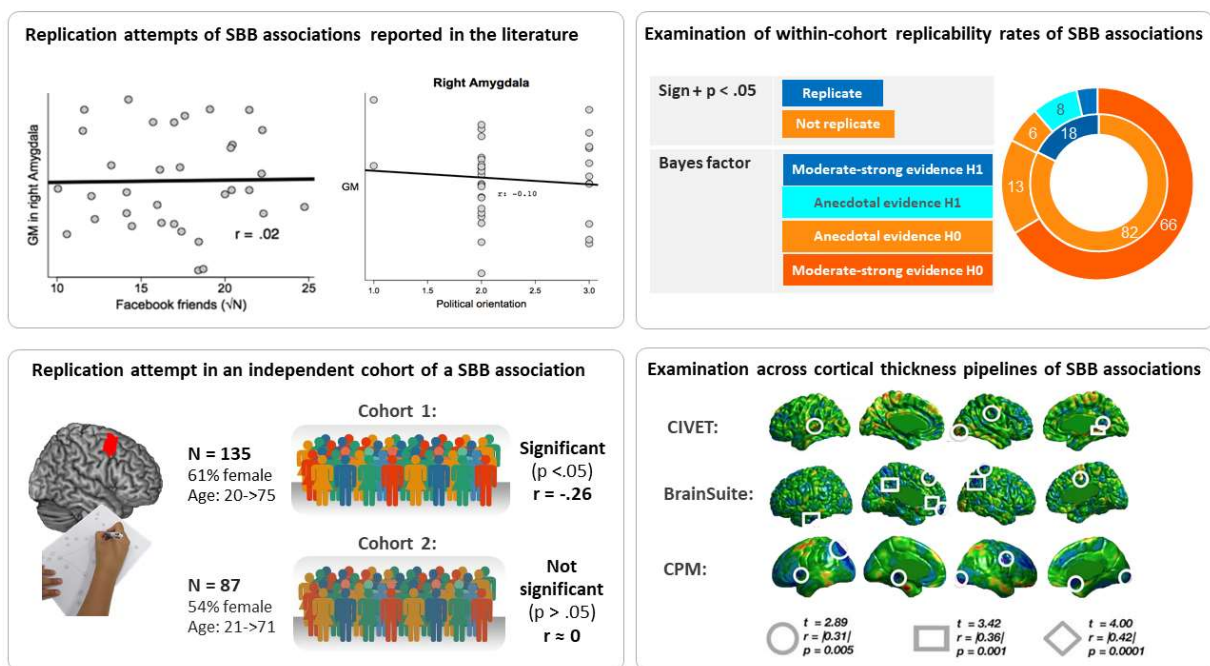 Replication attempts of SBB associations reported in the literature
Right Amygdala
GM in right Amygdala
r = .02
10 15 20 25
Facebook friends (√N)
GM
r: -0.10
1.0 1.5 2.0 2.5 3.0
Political orientation
Examination of within-cohort replicability rates of SBB associations
Sign + p < .05
Replicate
Not replicate
Bayes factor
Moderate-strong evidence H1
Anecdotal evidence H1
Anecdotal evidence H0
Moderate-strong evidence H0
8
6
18
13
82
66
Replication attempt in an independent cohort of a SBB association
Cohort 1:
N = 135
61% female
Age: 20->75
Significant
(p <.05)
r = -.26
Cohort 2:
N = 87
54% female
Age: 21->71
Not
significant
(p > .05)
r ≈ 0
Examination across cortical thickness pipelines of SBB associations
CIVET:
BrainSuite:
CPM:
t = 2.89
r = |0.31|
p = 0.005
t = 3.42
r = |0.36|
p = 0.001
t = 4.00
r = |0.42|
p = 0.0001